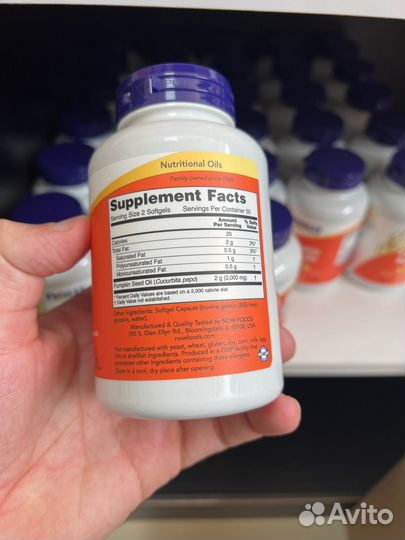 Nutritional Oils
Family owned since 1968
Supplement Facts
Serving Size 2 Softgels Servings Per Container 50
Amount Per Serving % Daily Value
Calories 20
Total Fat 2 g 3%*
Saturated Fat 0.5 g 3%*
Polyunsaturated Fat 1 g †
Monounsaturated Fat 0.5 g †
Pumpkin Seed Oil (Cucurbita pepo) 2 g (2,000 mg) †
* Percent Daily Values are based on a 2,000 calorie diet.
† Daily Value not established.
Other ingredients: Softgel Capsule [bovine gelatin (BSE-free),
glycerin, water].
Manufactured & Quality Tested by NOW FOODS
395 S. Glen Ellyn Rd., Bloomingdale, IL 60108, USA
nowfoods.com
Not manufactured with yeast, wheat, gluten, soy, corn, milk, egg,
fish or shellfish ingredients. Produced in a GMP facility that
processes other ingredients containing these allergens.
Store in a cool, dry place after opening.
Avito